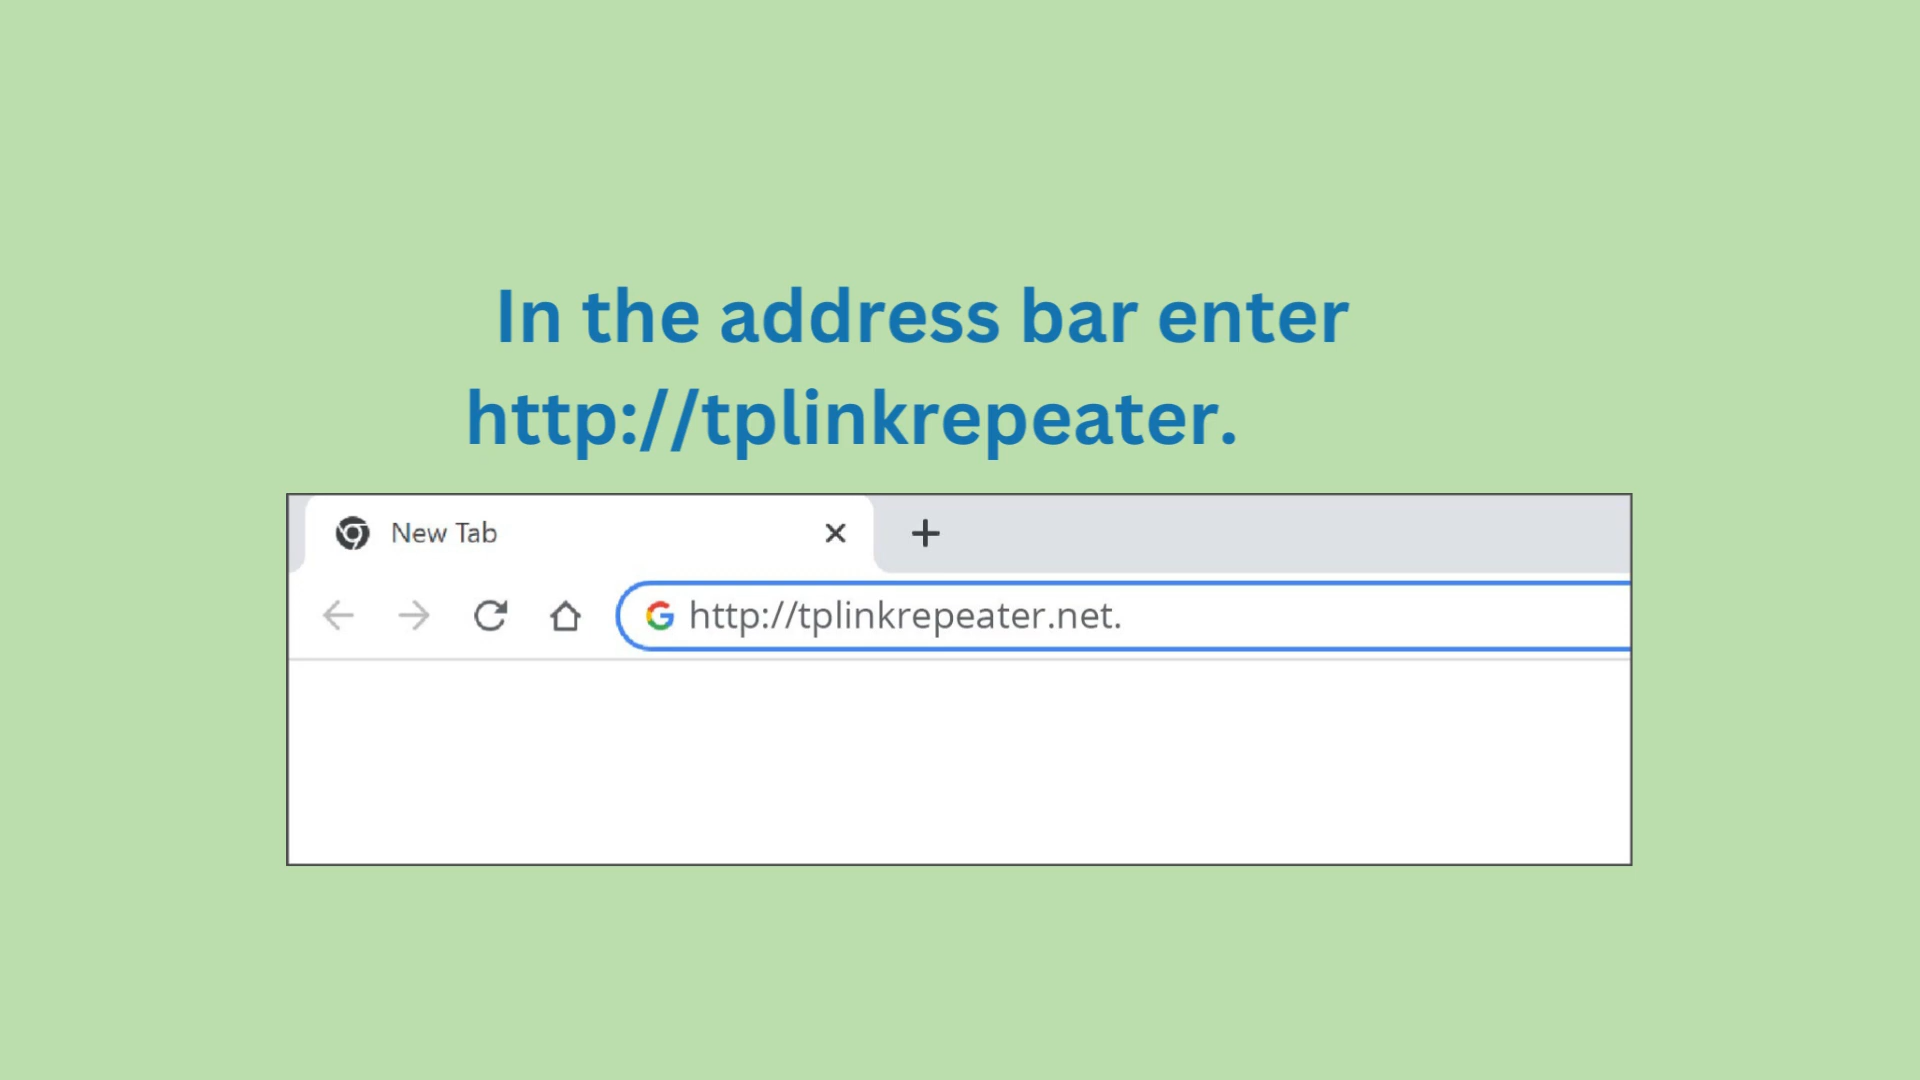 In the address bar enter
http://tplinkrepeater.
New Tab
http://tplinkrepeater.net.